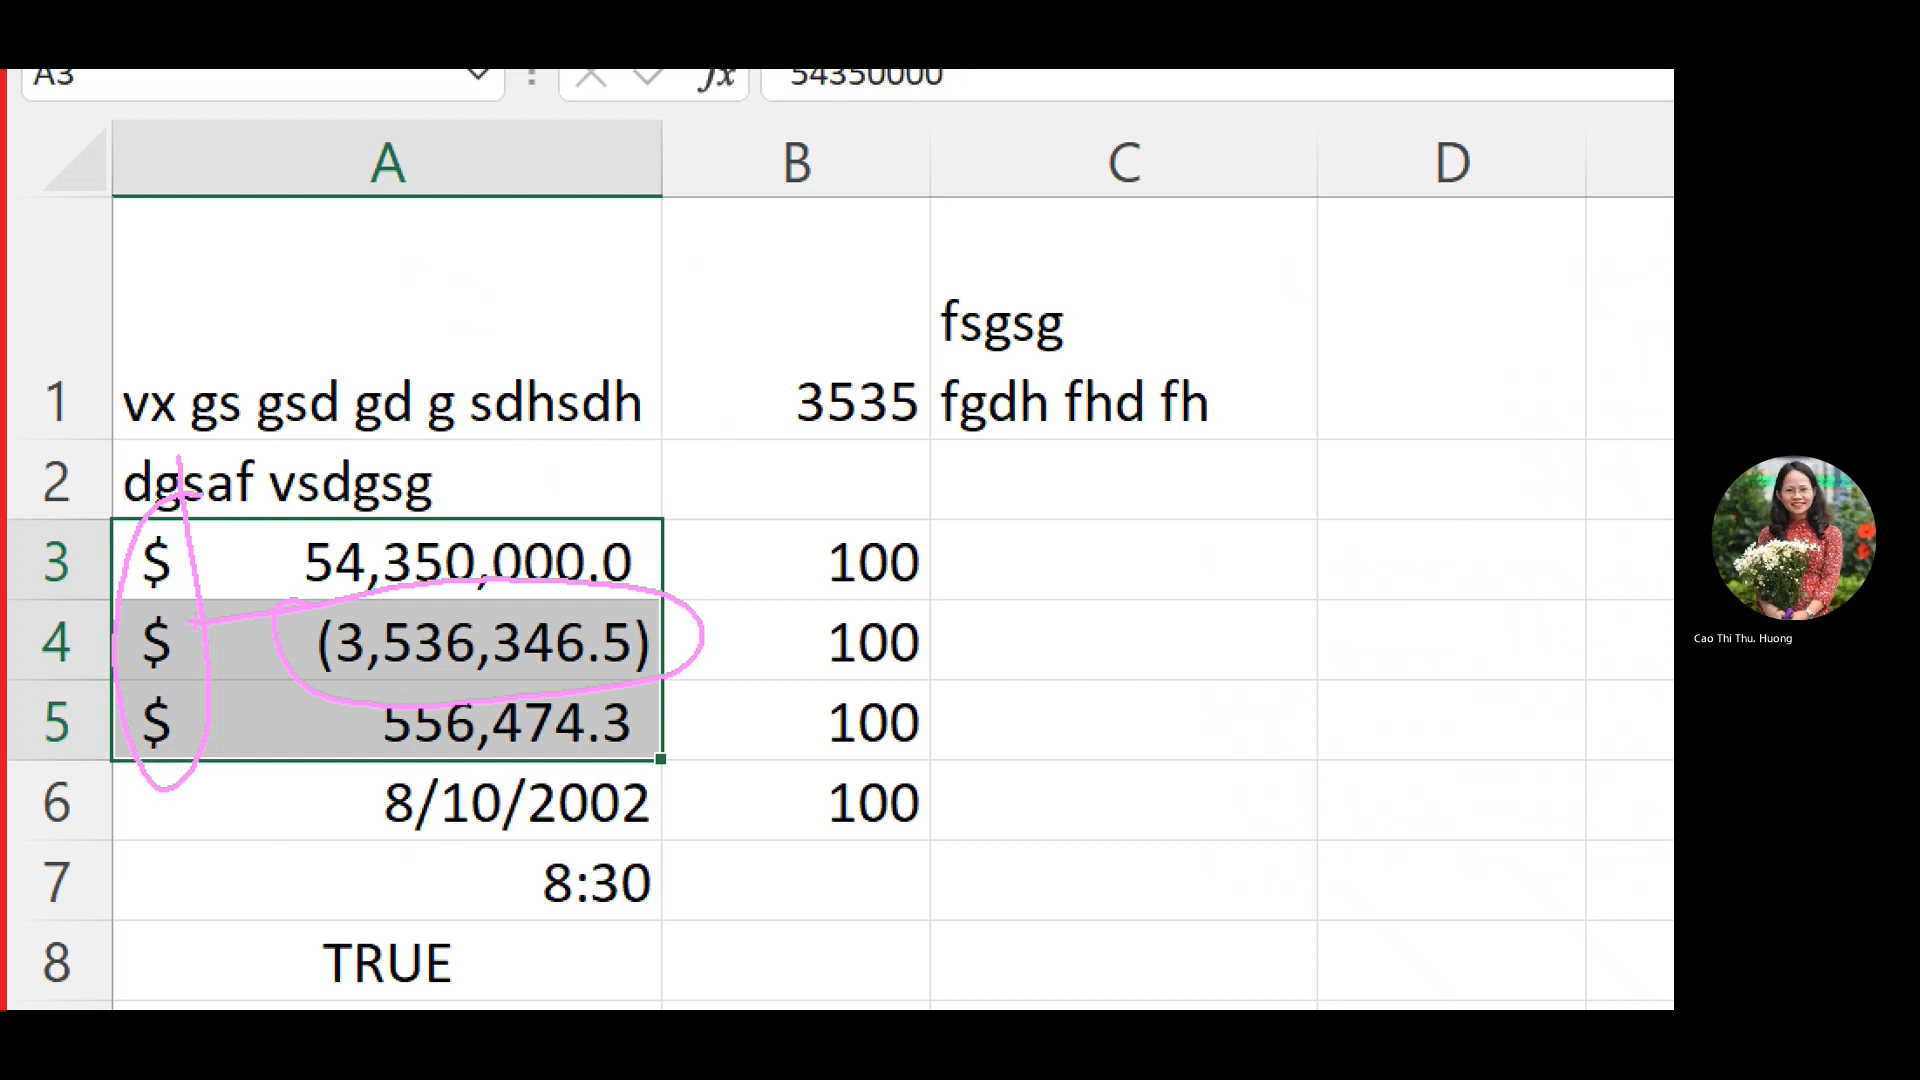 A3
fx
54350000
A B C D
fsgsg
1 vx gs gsd gd g sdhsdh 3535 fgdh fhd fh
2 dgsaf vsdgsg
3 $ 54,350,000.0 100
4 $ (3,536,346.5) 100
5 $ 556,474.3 100
6 8/10/2002 100
7 8:30
8 TRUE
Cao Thi Thu. Huong